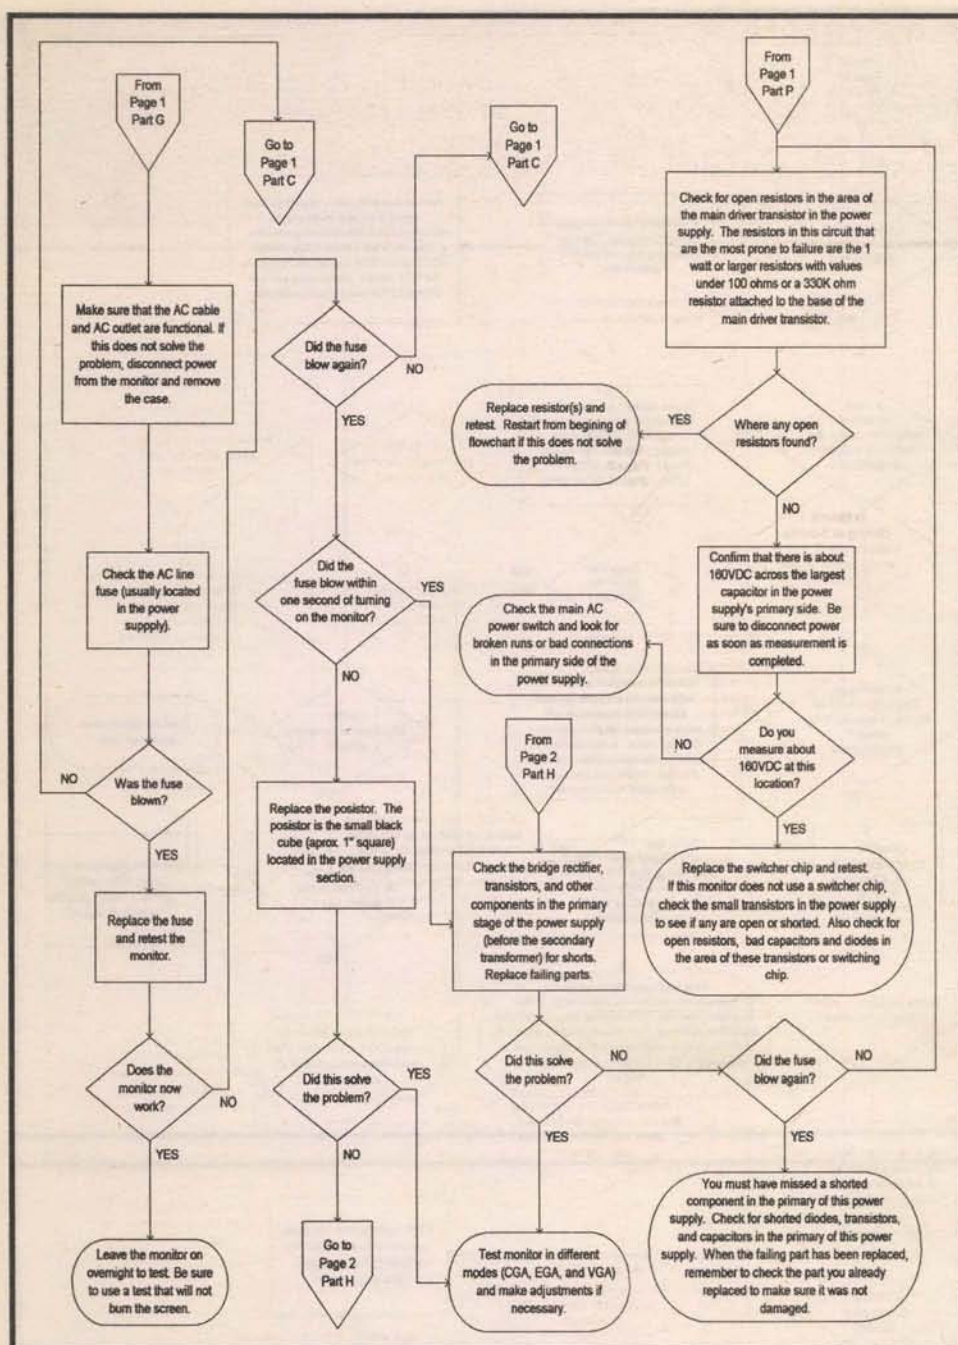 From
Page 1
Part G
Go to
Page 1
Part C
Make sure that the AC cable
and AC outlet are functional. If
this does not solve the
problem, disconnect power
from the monitor and remove
the case.
Check the AC line
fuse (usually located
in the power
suppply).
Was the fuse
blown?
NO
YES
Replace the fuse
and retest the
monitor.
Does the
monitor now
work?
NO
YES
Leave the monitor on
overnight to test. Be sure
to use a test that will not
burn the screen.
Go to
Page 1
Part C
Did the fuse
blow again?
NO
YES
Did the
fuse blow within
one second of turning
on the monitor?
YES
NO
Replace the posistor. The
posistor is the small black
cube (aprox. 1" square)
located in the power supply
section.
Did this solve
the problem?
YES
NO
Go to
Page 2
Part H
From
Page 2
Part H
Check the bridge rectifier,
transistors, and other
components in the primary
stage of the power supply
(before the secondary
transformer) for shorts.
Replace failing parts.
Did this solve
the problem?
NO
YES
Test monitor in different
modes (CGA, EGA, and VGA)
and make adjustments if
necessary.
Did the fuse
blow again?
NO
YES
You must have missed a shorted
component in the primary of this power
supply. Check for shorted diodes, transistors,
and capacitors in the primary of this power
supply. When the failing part has been replaced,
remember to check the part you already
replaced to make sure it was not
damaged.
From
Page 1
Part P
Check for open resistors in the area of
the main driver transistor in the power
supply. The resistors in this circuit that
are the most prone to failure are the 1
watt or larger resistors with values
under 100 ohms or a 330K ohm
resistor attached to the base of the
main driver transistor.
Where any open
resistors found?
YES
Replace resistor(s) and
retest. Restart from begining of
flowchart if this does not solve
the problem.
NO
Confirm that there is about
160VDC across the largest
capacitor in the power
supply's primary side. Be
sure to disconnect power
as soon as measurement is
completed.
Do you
measure about
160VDC at this
location?
NO
Check the main AC
power switch and look for
broken runs or bad connections
in the primary side of the
power supply.
YES
Replace the switcher chip and retest.
If this monitor does not use a switcher chip,
check the small transistors in the power supply
to see if any are open or shorted. Also check for
open resistors, bad capacitors and diodes in
the area of these transistors or switching
chip.